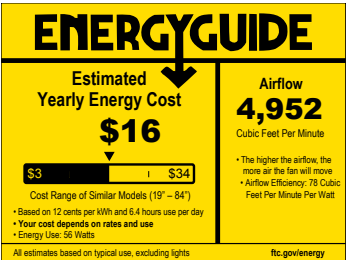 ENERGYGUIDE
Estimated
Yearly Energy Cost
$16
$3
$34
Cost Range of Similar Models (19" – 84")
• Based on 12 cents per kWh and 6.4 hours use per day
• Your cost depends on rates and use
• Energy Use: 56 Watts
Airflow
4,952
Cubic Feet Per Minute
• The higher the airflow, the
more air the fan will move
• Airflow Efficiency: 78 Cubic
Feet Per Minute Per Watt
All estimates based on typical use, excluding lights
ftc.gov/energy